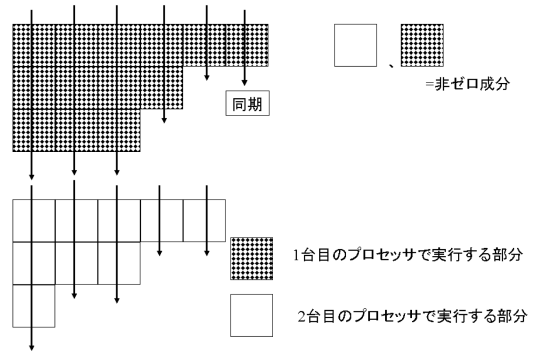 、
=非ゼロ成分
同期
1台目のプロセッサで実行する部分
2台目のプロセッサで実行する部分